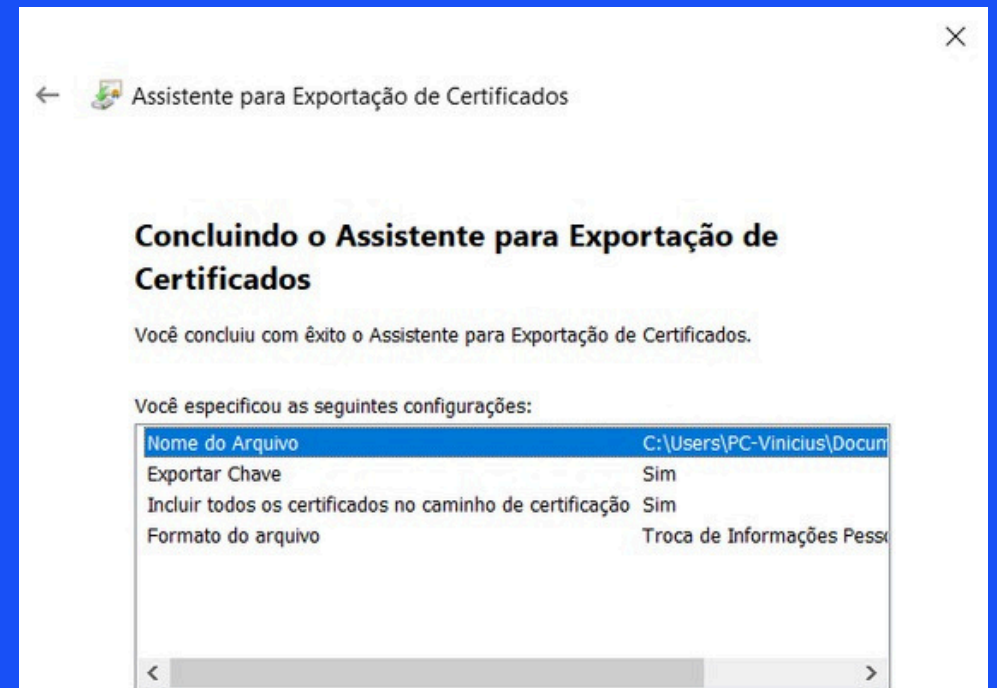 Assistente para Exportação de Certificados
Concluindo o Assistente para Exportação de
Certificados
Você concluiu com êxito o Assistente para Exportação de Certificados.
Você especificou as seguintes configurações:
Nome do Arquivo C:\Users\PC-Vinicius\Docum
Exportar Chave Sim
Incluir todos os certificados no caminho de certificação Sim
Formato do arquivo Troca de Informações Pesso